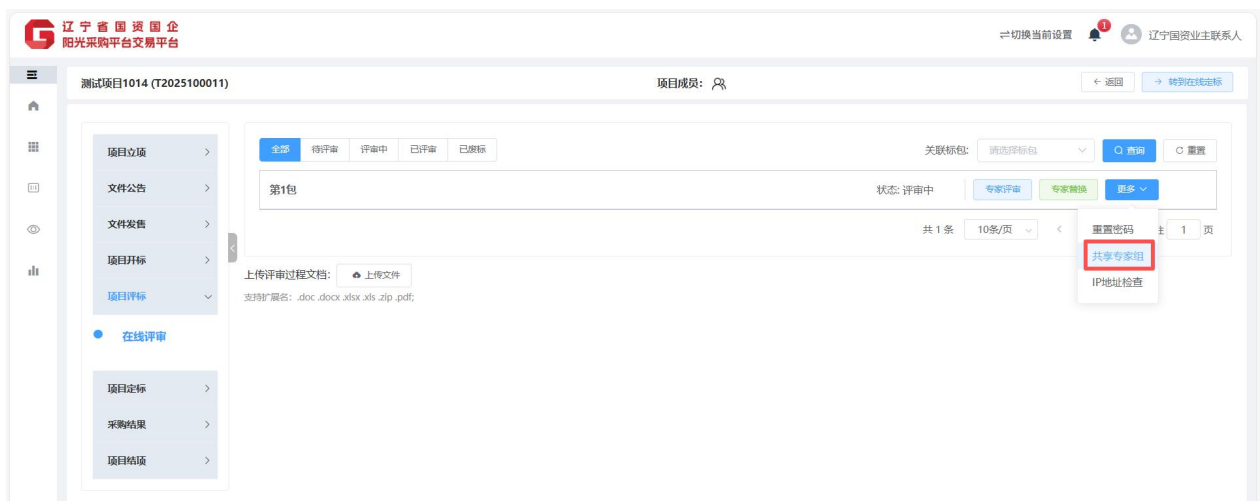 辽宁省国资国企
阳光采购平台交易平台
切换当前设置 1 辽宁国资业主联系人
测试项目1014 (T2025100011) 项目成员: ← 返回 → 转到在线定标
项目立项
文件公告
文件发售
项目开标
项目评标
在线评审
项目定标
采购结果
项目结项
全部 待评审 评审中 已评审 已废标 关联标包: 请选择标包 查询 重置
第1包 状态: 评审中 专家评审 专家替换 更多
共 1 条 10条/页 1 页
重置密码
共享专家组
IP地址检查
上传评审过程文档: 上传文件
支持扩展名: .doc .docx .xlsx .xls .zip .pdf;